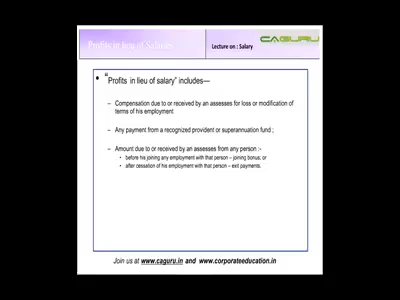 Profits in lieu of Salaries
Lecture on : Salary
CAGURU
• “Profits in lieu of salary” includes—
– Compensation due to or received by an assesses for loss or modification of
terms of his employment
– Any payment from a recognized provident or superannuation fund ;
– Amount due to or received by an assesses from any person :-
• before his joining any employment with that person – joining bonus; or
• after cessation of his employment with that person – exit payments.
Join us at www.caguru.in and www.corporateeducation.in